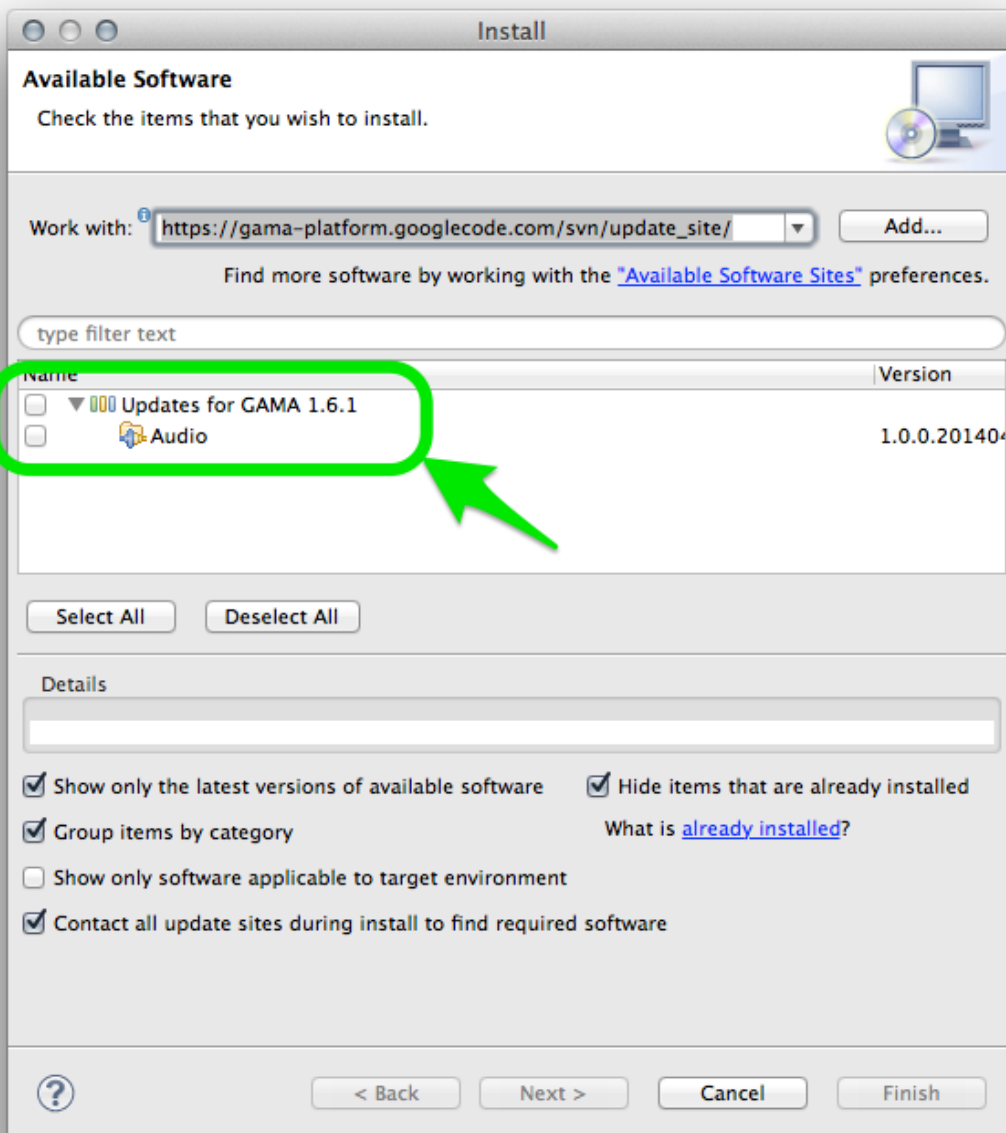 Install
Available Software
Check the items that you wish to install.
Work with: https://gama-platform.googlecode.com/svn/update_site/ Add...
Find more software by working with the "Available Software Sites" preferences.
type filter text
Name Version
Updates for GAMA 1.6.1
Audio 1.0.0.201404
Select All Deselect All
Details
Show only the latest versions of available software Hide items that are already installed
Group items by category What is already installed?
Show only software applicable to target environment
Contact all update sites during install to find required software
? < Back Next > Cancel Finish